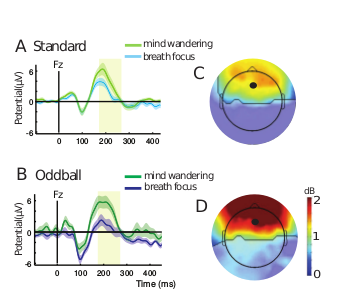 A Standard
mind wandering
breath focus
Fz
6
0
-6
Potential(µV)
0 100 200 300 400
C
B Oddball
mind wandering
breath focus
Fz
6
0
-6
Potential(µV)
0 100 200 300 400
Time (ms)
D
dB
2
1
0